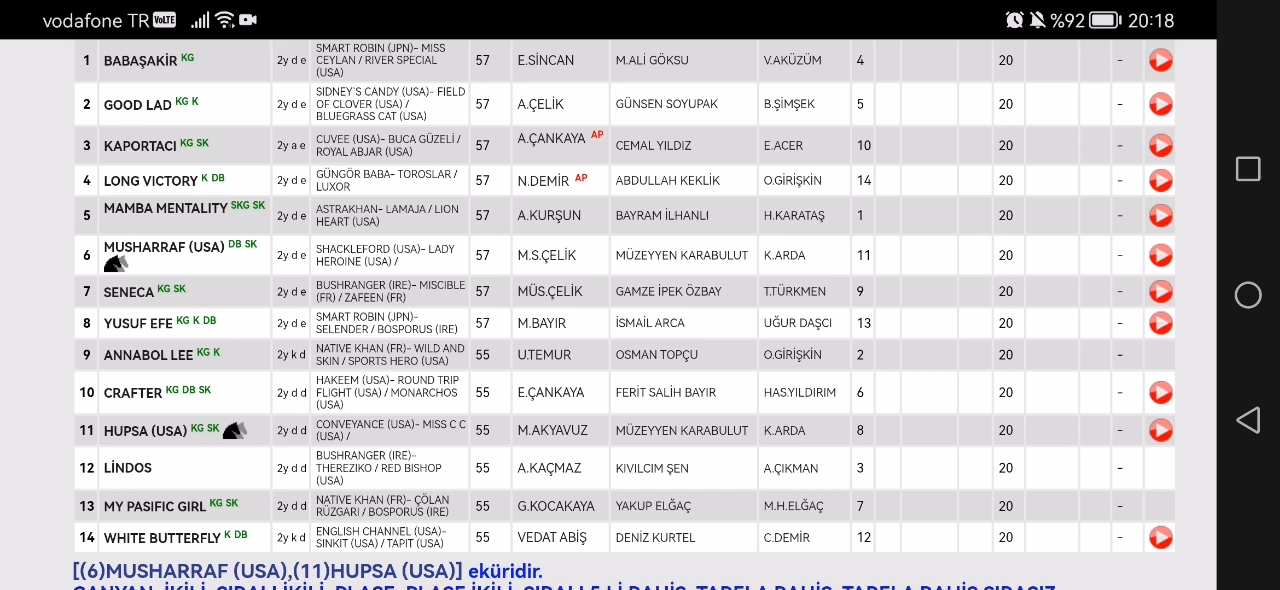 vodafone TR VoLTE %92 20:18
1 BABAŞAKİR KG 2y d e SMART ROBIN (JPN)- MISS CEYLAN / RIVER SPECIAL (USA) 57 E.SİNCAN M.ALİ GÖKSU V.AKÜZÜM 4 20 -
2 GOOD LAD KG K 2y d e SIDNEY`S CANDY (USA)- FIELD OF CLOVER (USA) / BLUEGRASS CAT (USA) 57 A.ÇELİK GÜNSEN SOYUPAK B.ŞİMŞEK 5 20 -
3 KAPORTACI KG SK 2y a e CUVEE (USA)- BUCA GÜZELİ / ROYAL ABJAR (USA) 57 A.ÇANKAYA AP CEMAL YILDIZ E.ACER 10 20 -
4 LONG VICTORY K DB 2y d e GÜNGÖR BABA- TOROSLAR / LUXOR 57 N.DEMİR AP ABDULLAH KEKLİK O.GİRİŞKİN 14 20 -
5 MAMBA MENTALITY SKG SK 2y d e ASTRAKHAN- LAMAJA / LION HEART (USA) 57 A.KURŞUN BAYRAM İLHANLI H.KARATAŞ 1 20 -
6 MUSHARRAF (USA) DB SK 2y d e SHACKLEFORD (USA)- LADY HEROINE (USA) / 57 M.S.ÇELİK MÜZEYYEN KARABULUT K.ARDA 11 20 -
7 SENECA KG SK 2y d e BUSHRANGER (IRE)- MISCIBLE (FR) / ZAFEEN (FR) 57 MÜS.ÇELİK GAMZE İPEK ÖZBAY T.TÜRKMEN 9 20 -
8 YUSUF EFE KG K DB 2y d e SMART ROBIN (JPN)- SELENDER / BOSPORUS (IRE) 57 M.BAYIR İSMAİL ARCA UĞUR DAŞCI 13 20 -
9 ANNABOL LEE KG K 2y k d NATIVE KHAN (FR)- WILD AND SKIN / SPORTS HERO (USA) 55 U.TEMUR OSMAN TOPÇU O.GİRİŞKİN 2 20 -
10 CRAFTER KG DB SK 2y d d HAKEEM (USA)- ROUND TRIP FLIGHT (USA) / MONARCHOS (USA) 55 E.ÇANKAYA FERİT SALİH BAYIR HAS.YILDIRIM 6 20 -
11 HUPSA (USA) KG SK 2y d d CONVEYANCE (USA)- MISS C`C (USA) / 55 M.AKYAVUZ MÜZEYYEN KARABULUT K.ARDA 8 20 -
12 LİNDOS 2y d d BUSHRANGER (IRE)- THEREZIKO / RED BISHOP (USA) 55 A.KAÇMAZ KIVILCIM ŞEN A.ÇIKMAN 3 20 -
13 MY PASIFIC GIRL KG SK 2y d d NATIVE KHAN (FR)- ÇÖLAN RÜZGARI / BOSPORUS (IRE) 55 G.KOCAKAYA YAKUP ELĞAÇ M.H.ELĞAÇ 7 20 -
14 WHITE BUTTERFLY K DB 2y k d ENGLISH CHANNEL (USA)- SINKIT (USA) / TAPIT (USA) 55 VEDAT ABİŞ DENİZ KURTEL C.DEMİR 12 20 -
[(6)MUSHARRAF (USA),(11)HUPSA (USA)] eküridir.